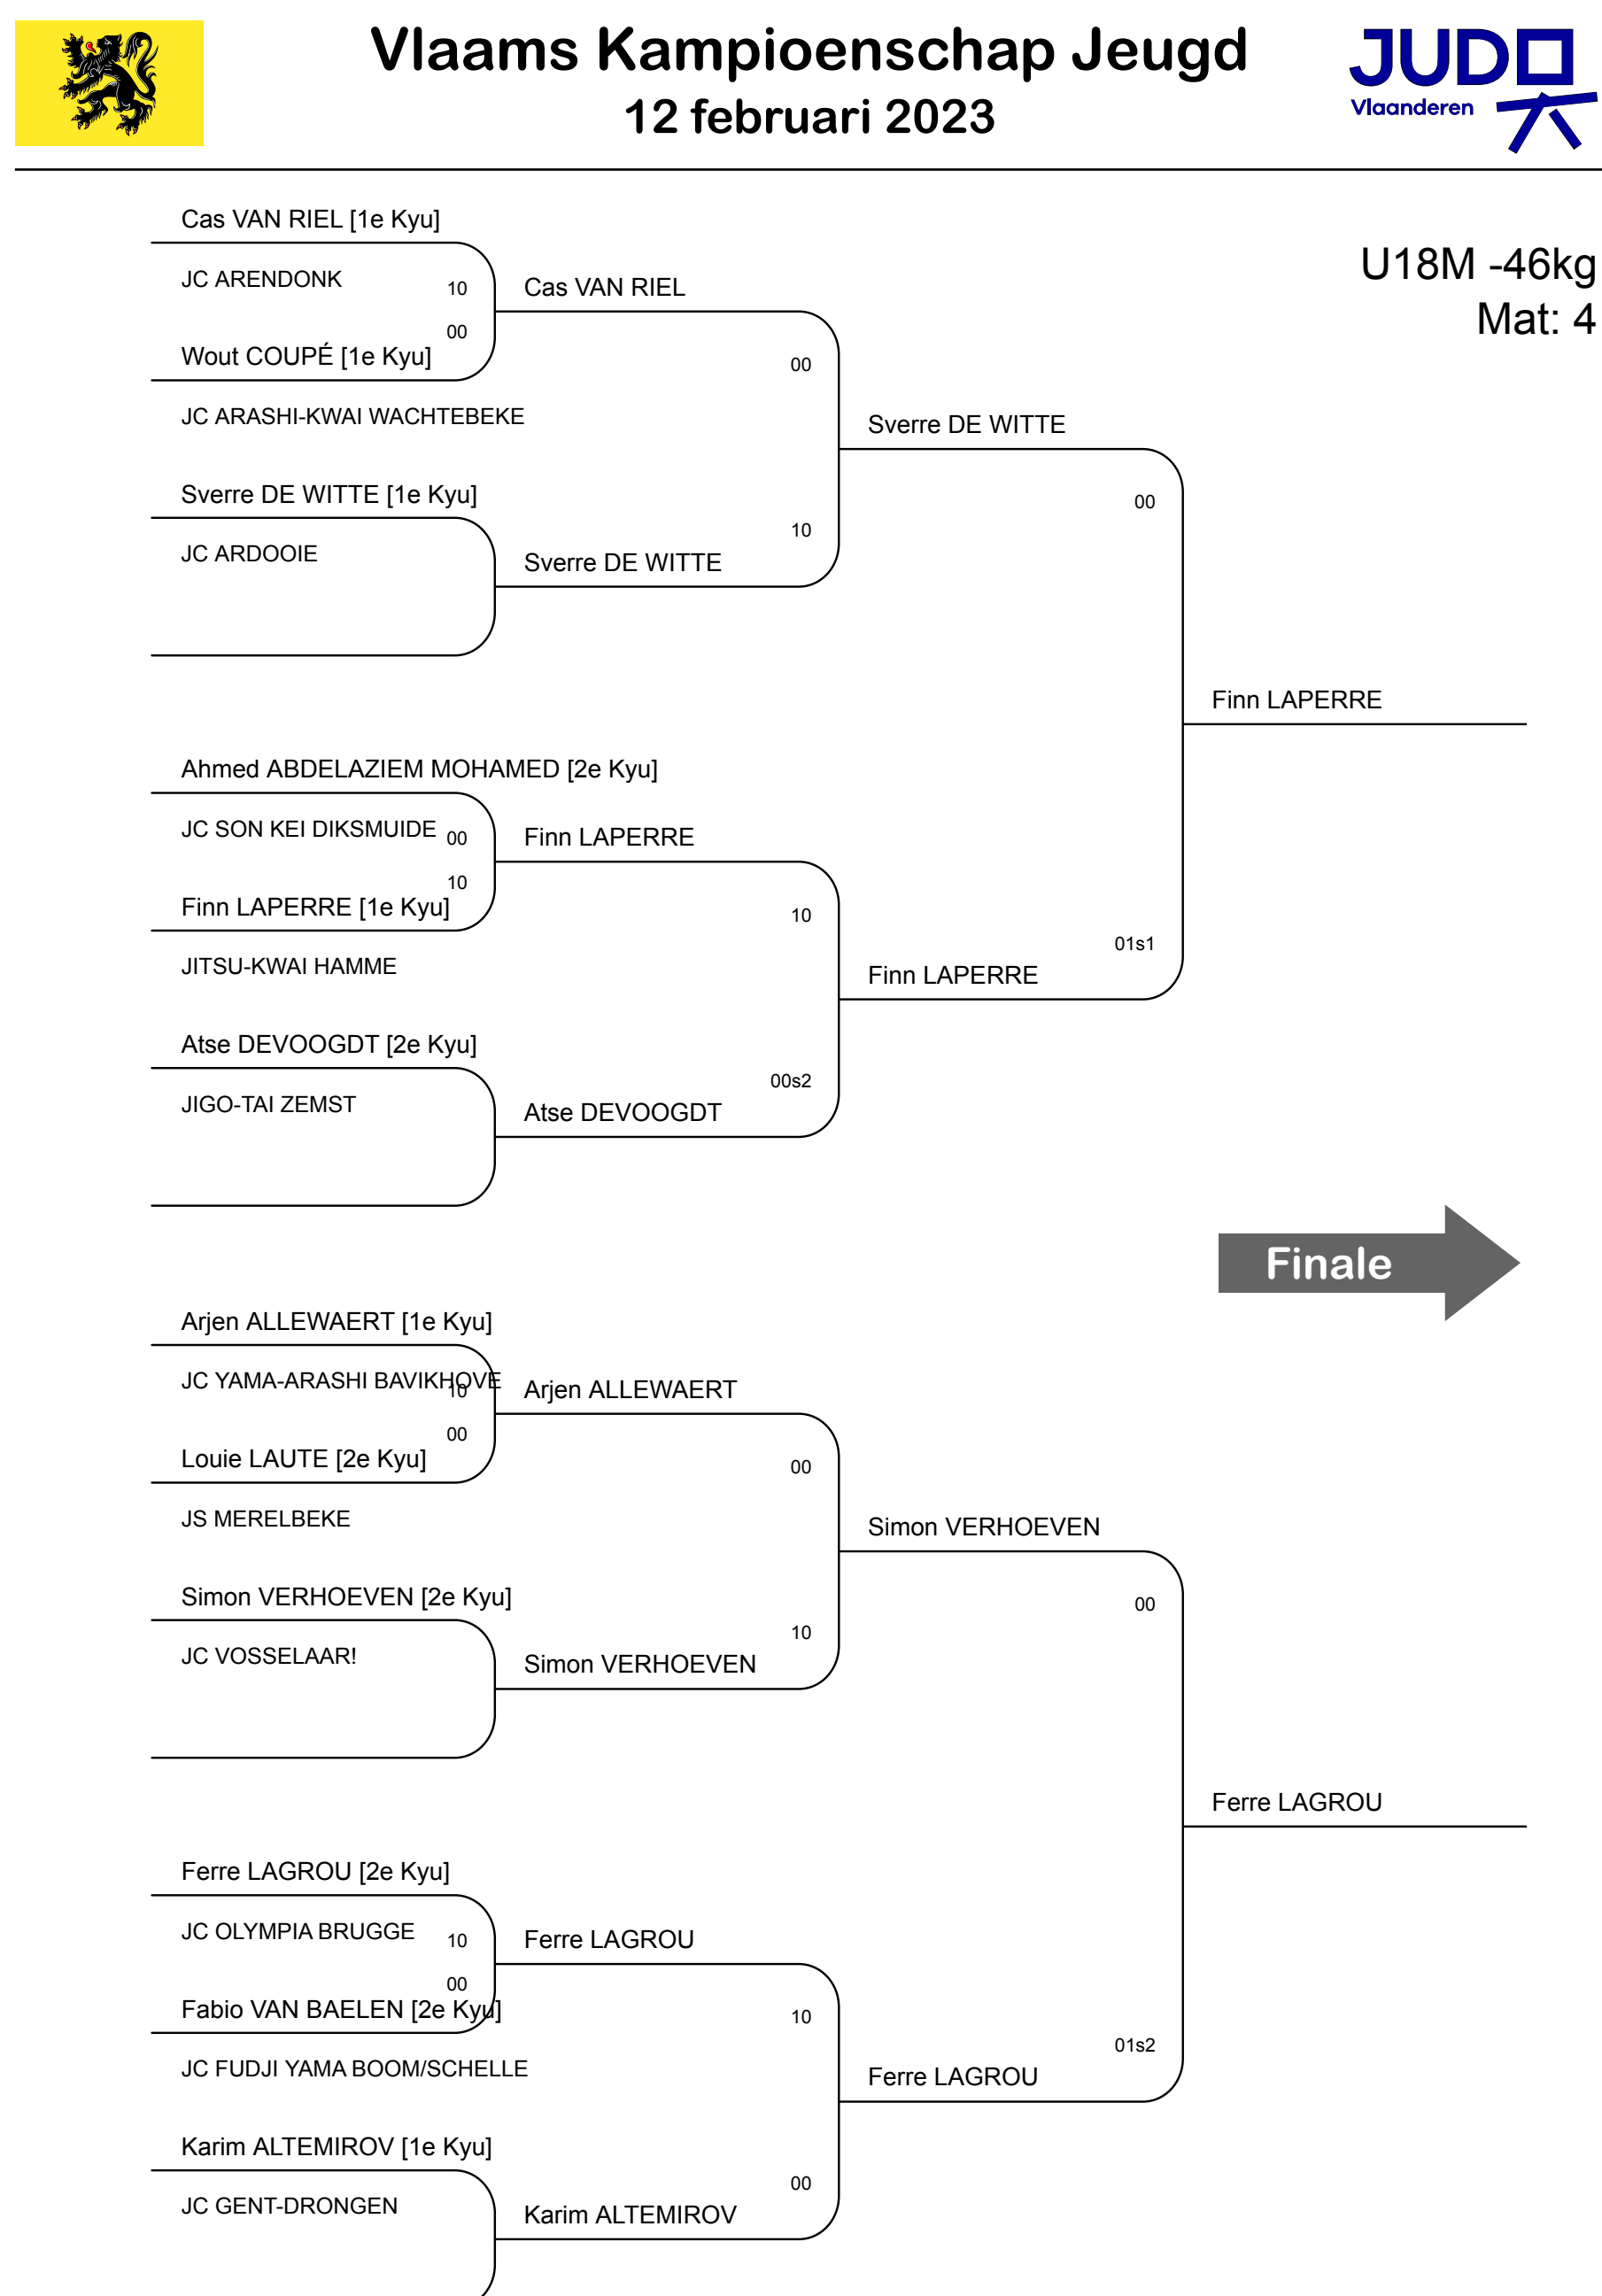 Vlaams Kampioenschap Jeugd
12 februari 2023
JUDO
Vlaanderen
U18M -46kg
Mat: 4
Cas VAN RIEL [1e Kyu]
JC ARENDONK
10
00
Wout COUPÉ [1e Kyu]
JC ARASHI-KWAI WACHTEBEKE
Cas VAN RIEL
00
Sverre DE WITTE [1e Kyu]
JC ARDOOIE
10
Sverre DE WITTE
Sverre DE WITTE
00
Finn LAPERRE
Ahmed ABDELAZIEM MOHAMED [2e Kyu]
JC SON KEI DIKSMUIDE
00
10
Finn LAPERRE [1e Kyu]
JITSU-KWAI HAMME
Finn LAPERRE
10
01s1
Finn LAPERRE
Atse DEVOOGDT [2e Kyu]
JIGO-TAI ZEMST
00s2
Atse DEVOOGDT
Finale
Arjen ALLEWAERT [1e Kyu]
JC YAMA-ARASHI BAVIKHOVE
10
00
Louie LAUTE [2e Kyu]
JS MERELBEKE
Arjen ALLEWAERT
00
Simon VERHOEVEN
Simon VERHOEVEN [2e Kyu]
JC VOSSELAAR!
10
Simon VERHOEVEN
00
Ferre LAGROU
Ferre LAGROU [2e Kyu]
JC OLYMPIA BRUGGE
10
00
Fabio VAN BAELEN [2e Kyu]
JC FUDJI YAMA BOOM/SCHELLE
Ferre LAGROU
10
01s2
Ferre LAGROU
Karim ALTEMIROV [1e Kyu]
JC GENT-DRONGEN
00
Karim ALTEMIROV